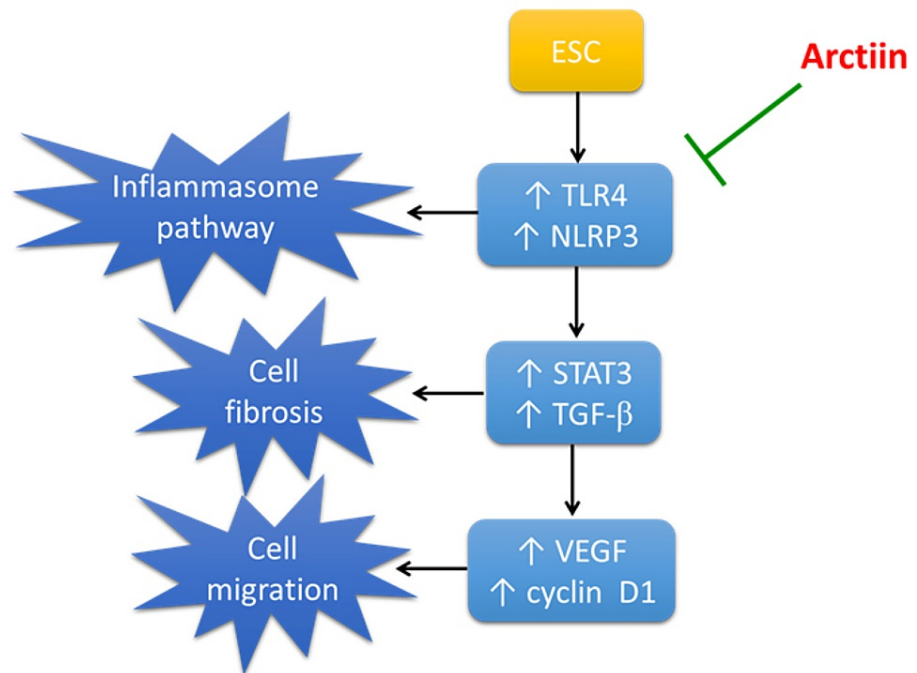 ESC
Arctiin
Inflammasome
pathway
↑ TLR4
↑ NLRP3
Cell
fibrosis
↑ STAT3
↑ TGF-β
Cell
migration
↑ VEGF
↑ cyclin D1